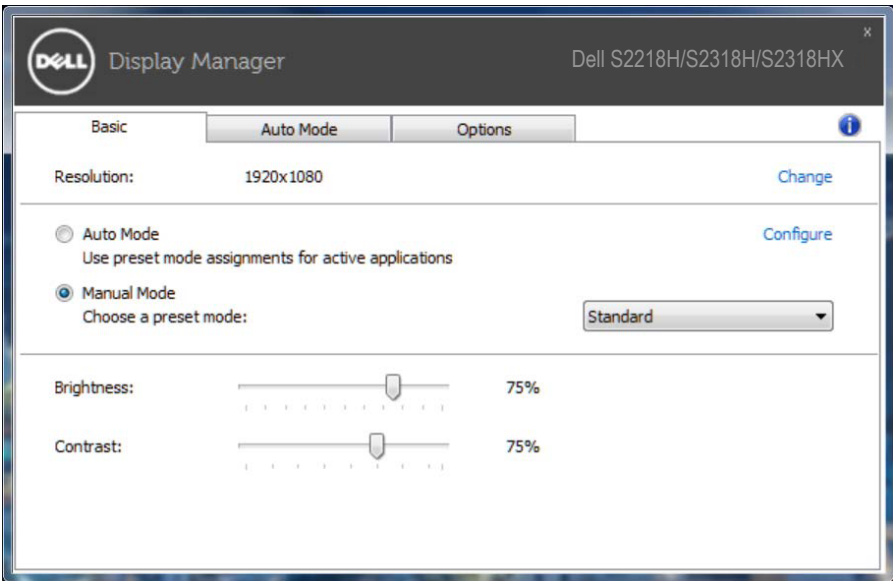 DELL Display Manager Dell S2218H/S2318H/S2318HX x
Basic Auto Mode Options i
Resolution: 1920x1080 Change
Auto Mode Configure
Use preset mode assignments for active applications
Manual Mode
Choose a preset mode: Standard
Brightness: 75%
Contrast: 75%